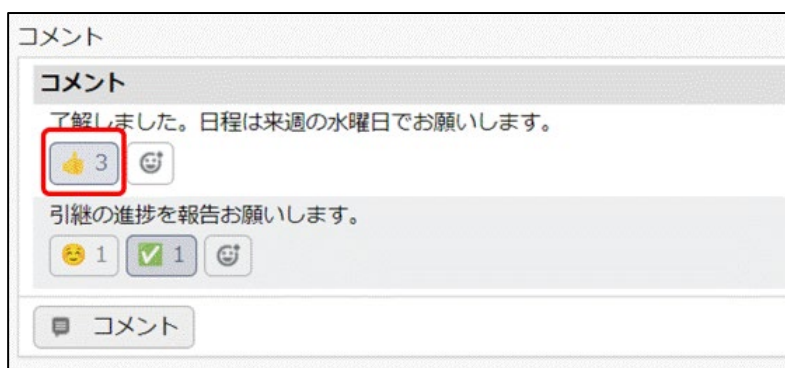 コメント
コメント
了解しました。日程は来週の水曜日でお願いします。
👍 3
引継の進捗を報告お願いします。
☺️ 1 ✅ 1
コメント